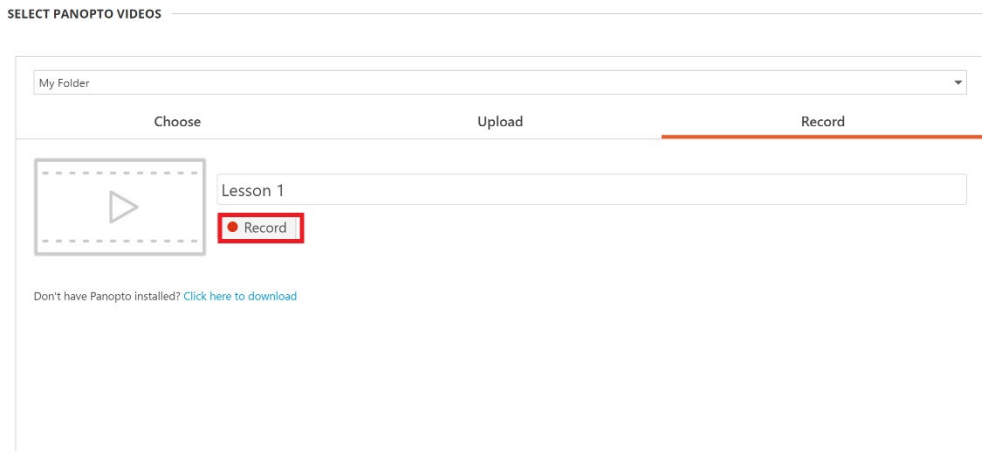 SELECT PANOPTO VIDEOS
My Folder
Choose Upload Record
Lesson 1
Record
Don't have Panopto installed? Click here to download